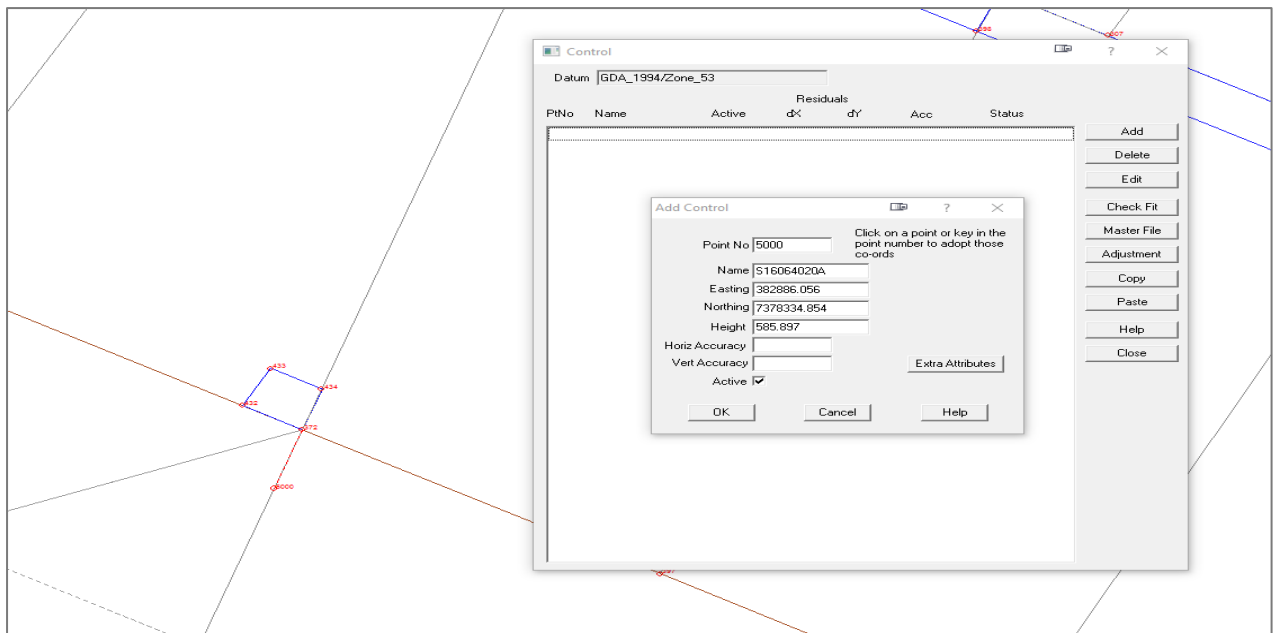 Control
?
Datum GDA_1994/Zone_53
Residuals
PtNo Name Active dX dY Acc Status
Add
Delete
Edit
Check Fit
Master File
Adjustment
Copy
Paste
Help
Close
Add Control
?
Point No 5000
Click on a point or key in the
point number to adopt those
co-ords
Name S16064020A
Easting 382886.056
Northing 7378334.854
Height 585.897
Horiz Accuracy
Vert Accuracy
Extra Attributes
Active
OK Cancel Help
433
434
432